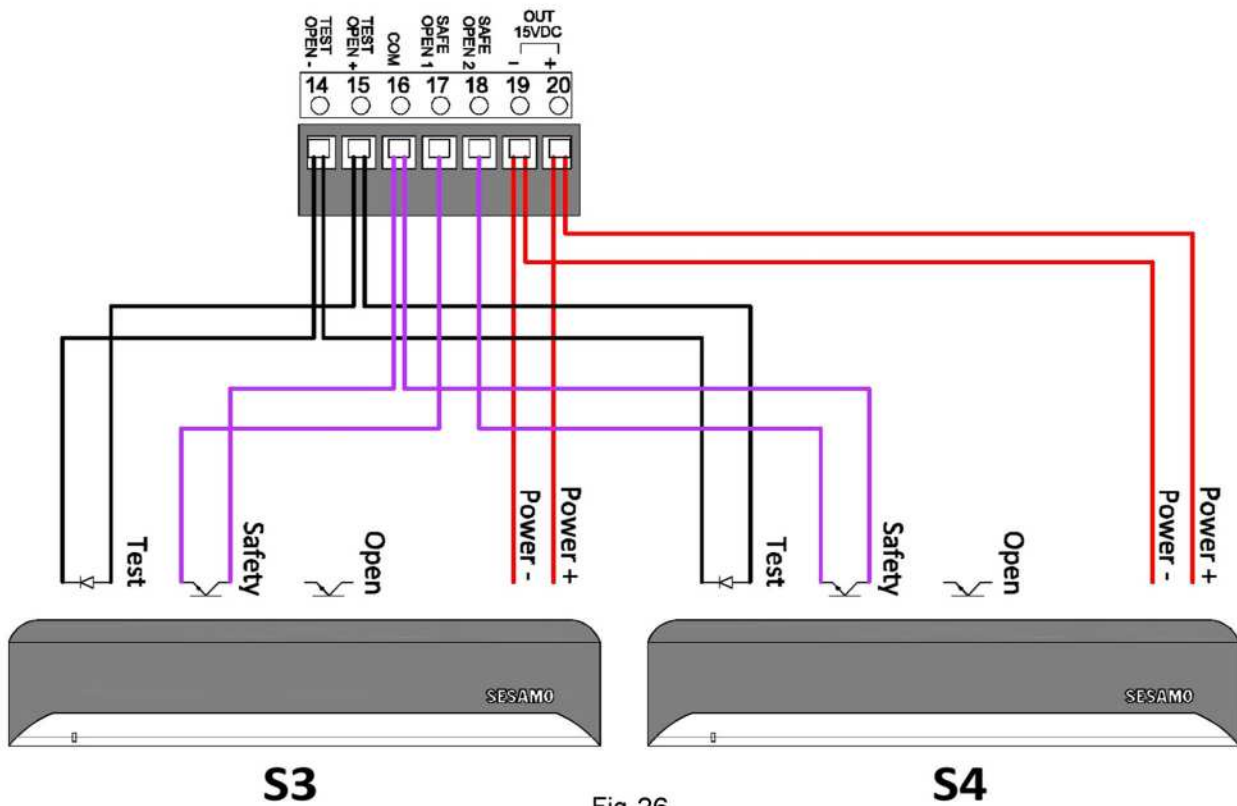 TEST OPEN -
TEST OPEN +
COM
SAFE OPEN 1
SAFE OPEN 2
OUT
15VDC
- +
14 15 16 17 18 19 20
Test
Safety
Open
Power -
Power +
Test
Safety
Open
Power -
Power +
SESAMO
SESAMO
S3
S4
Fig.26